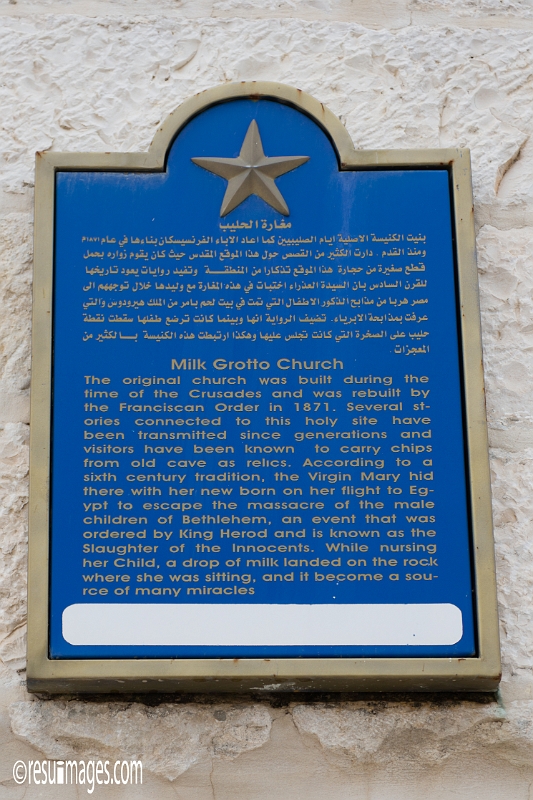 مغارة الحليب
بنيت الكنيسة الاصلية ايام الصليبيين كما اعاد الاباء الفرنسيسكان بناءها في عام ١٨٧١م
ومنذ القدم . دارت الكثير من القصص حول هذا الموقع المقدس حيث كان يقوم زواره بحمل
قطع صغيرة من حجارة هذا الموقع تذكارا من المنطقة وتفيد روايات يعود تاريخها
للقرن السادس بان السيدة العذراء اختبات في هذه المغارة مع وليدها خلال توجههم الى
مصر هربا من مذابح الذكور الاطفال التي تمت في بيت لحم بامر من الملك هيرودوس والتي
عرفت بمذابحة الابرياء . تضيف الرواية انها وبينما كانت ترضع طفلها سقطت نقطة
حليب على الصخرة التي كانت تجلس عليها وهكذا ارتبطت هذه الكنيسة بالكثير من
المعجزات .
Milk Grotto Church
The original church was built during the
time of the Crusades and was rebuilt by
the Franciscan Order in 1871. Several st-
ories connected to this holy site have
been transmitted since generations and
visitors have been known to carry chips
from old cave as relics. According to a
sixth century tradition, the Virgin Mary hid
there with her new born on her flight to Eg-
ypt to escape the massacre of the male
children of Bethlehem, an event that was
ordered by King Herod and is known as the
Slaughter of the Innocents. While nursing
her Child, a drop of milk landed on the rock
where she was sitting, and it become a sou-
rce of many miracles
©resuimages.com